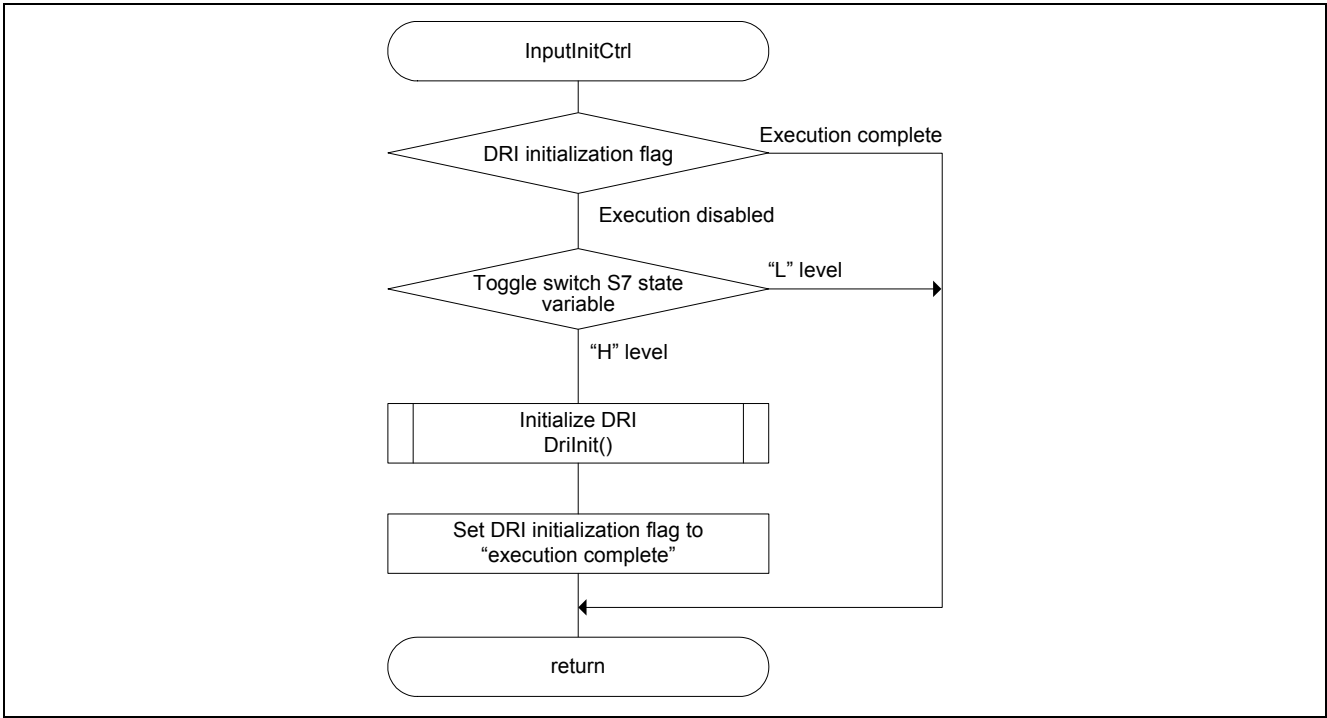 InputInitCtrl
Execution complete
DRI initialization flag
Execution disabled
“L” level
Toggle switch S7 state
variable
“H” level
Initialize DRI
DriInit()
Set DRI initialization flag to
“execution complete”
return